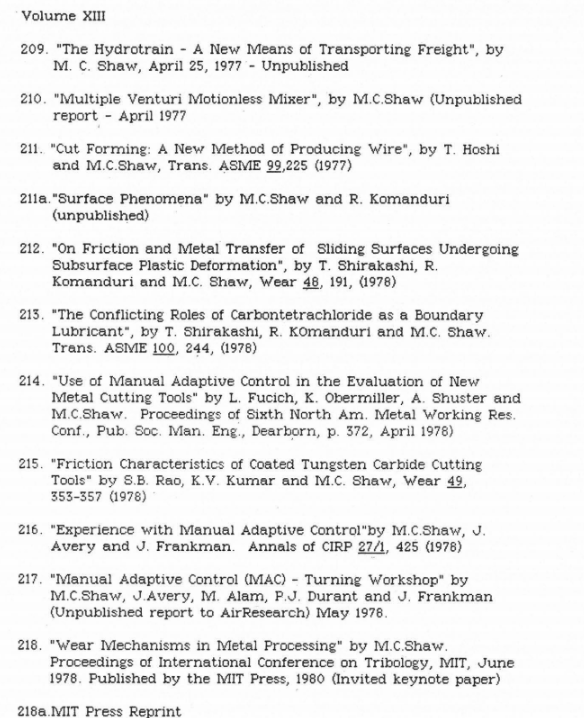 Volume XIII
209. "The Hydrotrain - A New Means of Transporting Freight", by
M. C. Shaw, April 25, 1977 - Unpublished
210. "Multiple Venturi Motionless Mixer", by M.C.Shaw (Unpublished
report - April 1977
211. "Cut Forming: A New Method of Producing Wire", by T. Hoshi
and M.C.Shaw, Trans. ASME 99,225 (1977)
211a."Surface Phenomena" by M.C.Shaw and R. Komanduri
(unpublished)
212. "On Friction and Metal Transfer of Sliding Surfaces Undergoing
Subsurface Plastic Deformation", by T. Shirakashi, R.
Komanduri and M.C. Shaw, Wear 48, 191, (1978)
213. "The Conflicting Roles of Carbontetrachloride as a Boundary
Lubricant", by T. Shirakashi, R. KOmanduri and M.C. Shaw.
Trans. ASME 100, 244, (1978)
214. "Use of Manual Adaptive Control in the Evaluation of New
Metal Cutting Tools" by L. Fucich, K. Obermiller, A. Shuster and
M.C.Shaw. Proceedings of Sixth North Am. Metal Working Res.
Conf., Pub. Soc. Man. Eng., Dearborn, p. 372, April 1978)
215. "Friction Characteristics of Coated Tungsten Carbide Cutting
Tools" by S.B. Rao, K.V. Kumar and M.C. Shaw, Wear 49,
353-357 (1978)
216. "Experience with Manual Adaptive Control"by M.C.Shaw, J.
Avery and J. Frankman. Annals of CIRP 27/1, 425 (1978)
217. "Manual Adaptive Control (MAC) - Turning Workshop" by
M.C.Shaw, J.Avery, M. Alam, P.J. Durant and J. Frankman
(Unpublished report to AirResearch) May 1978.
218. "Wear Mechanisms in Metal Processing" by M.C.Shaw.
Proceedings of International Conference on Tribology, MIT, June
1978. Published by the MIT Press, 1980 (Invited keynote paper)
218a.MIT Press Reprint